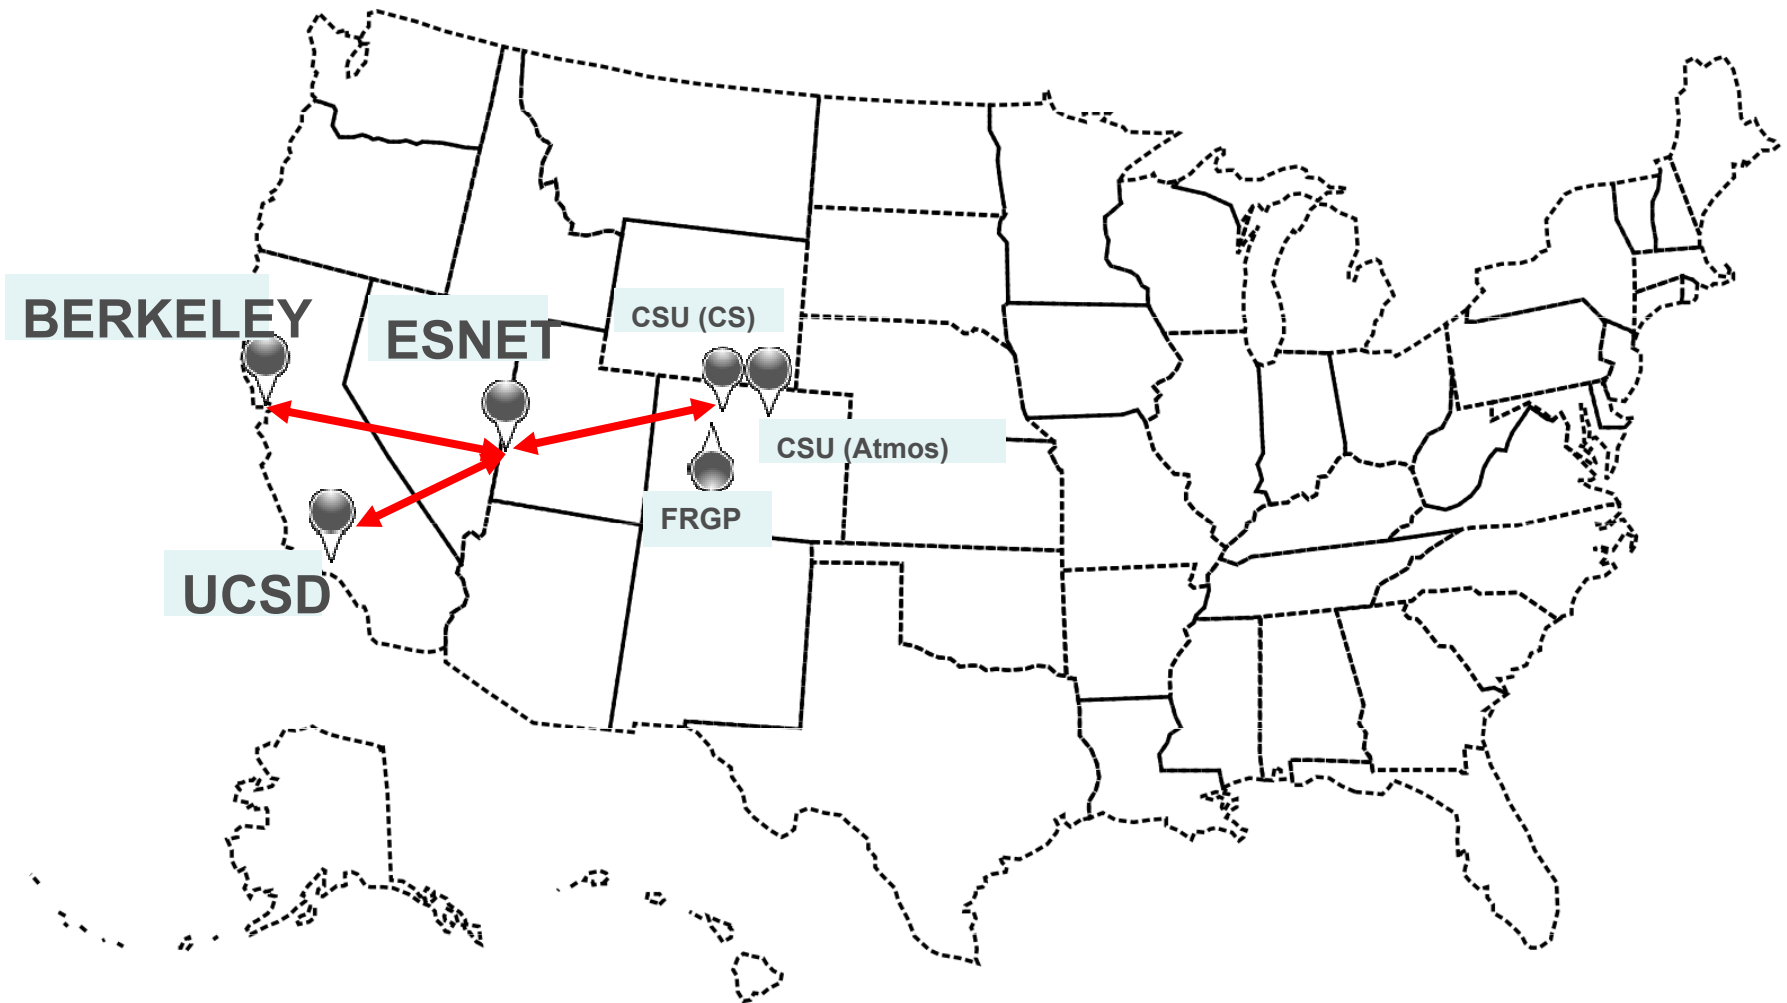 BERKELEY
ESNET
CSU (CS)
CSU (Atmos)
FRGP
UCSD